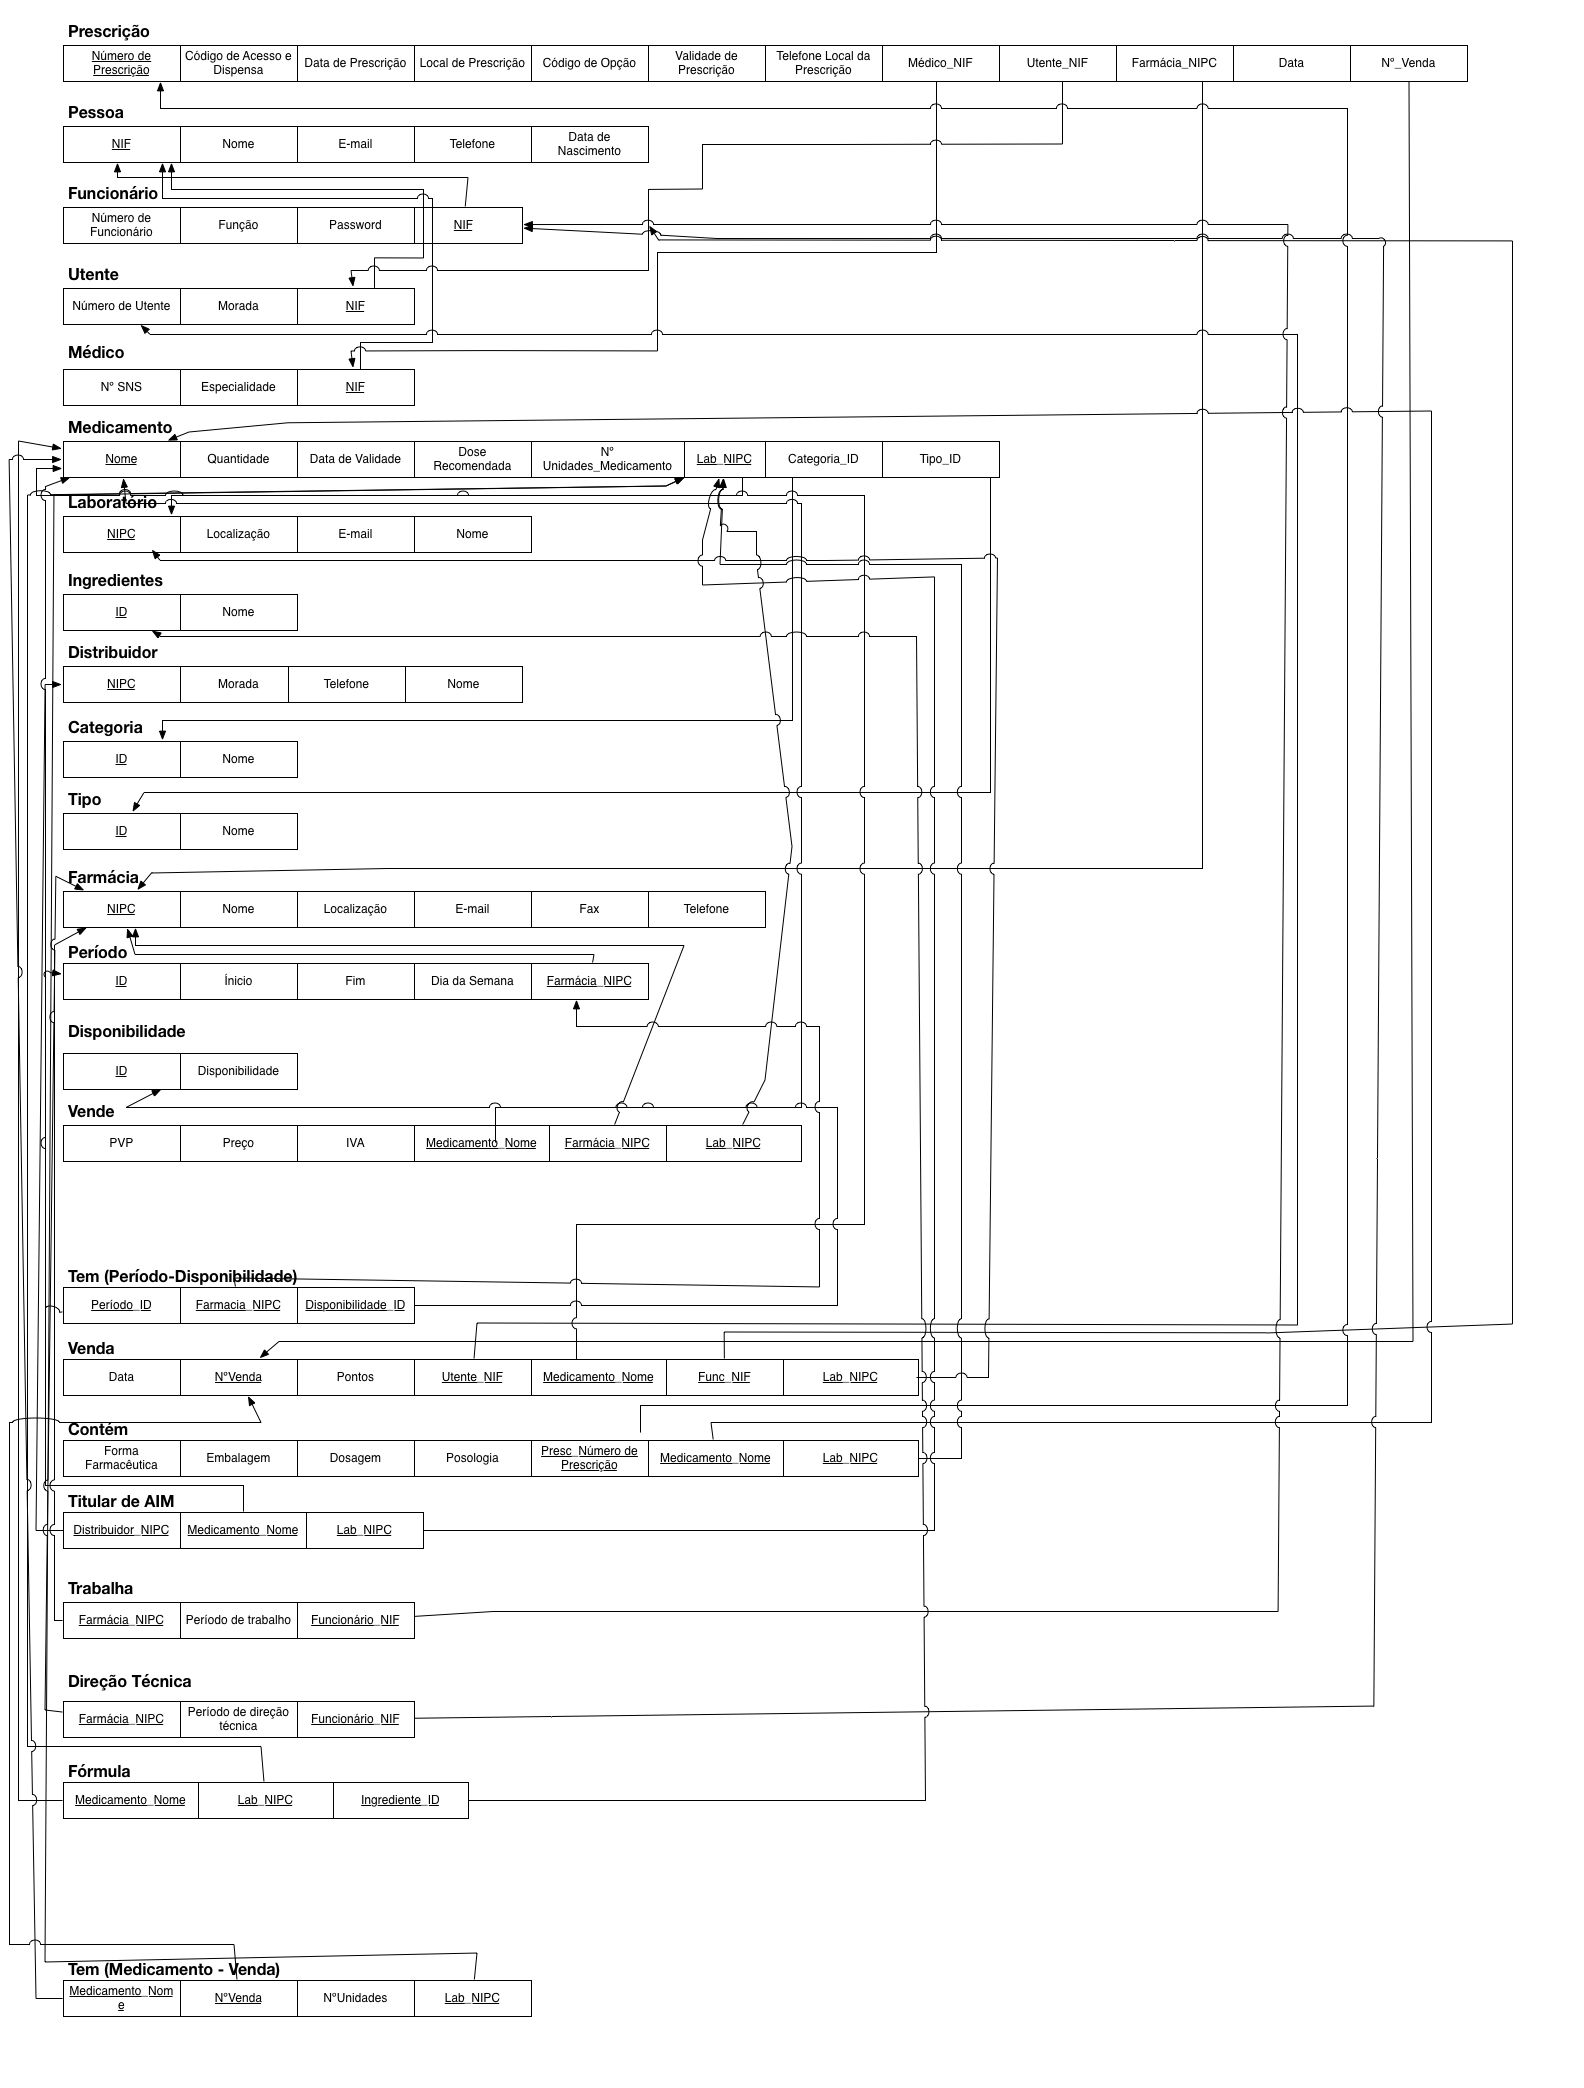 Prescrição
Número de Prescrição
Código de Acesso e Dispensa
Data de Prescrição
Local de Prescrição
Código de Opção
Validade de Prescrição
Telefone Local da Prescrição
Médico_NIF
Utente_NIF
Farmácia_NIPC
Data
Nº_Venda
Pessoa
NIF
Nome
E-mail
Telefone
Data de Nascimento
Funcionário
Número de Funcionário
Função
Password
NIF
Utente
Número de Utente
Morada
NIF
Médico
Nº SNS
Especialidade
NIF
Medicamento
Nome
Quantidade
Data de Validade
Dose Recomendada
Nº Unidades_Medicamento
Lab_NIPC
Categoria_ID
Tipo_ID
Laboratório
NIPC
Localização
E-mail
Nome
Ingredientes
ID
Nome
Distribuidor
NIPC
Morada
Telefone
Nome
Categoria
ID
Nome
Tipo
ID
Nome
Farmácia
NIPC
Nome
Localização
E-mail
Fax
Telefone
Período
ID
Ínicio
Fim
Dia da Semana
Farmácia_NIPC
Disponibilidade
ID
Disponibilidade
Vende
PVP
Preço
IVA
Medicamento_Nome
Farmácia_NIPC
Lab_NIPC
Tem (Período-Disponibilidade)
Período_ID
Farmacia_NIPC
Disponibilidade_ID
Venda
Data
NºVenda
Pontos
Utente_NIF
Medicamento_Nome
Func_NIF
Lab_NIPC
Contém
Forma Farmacêutica
Embalagem
Dosagem
Posologia
Presc_Número de Prescrição
Medicamento_Nome
Lab_NIPC
Titular de AIM
Distribuidor_NIPC
Medicamento_Nome
Lab_NIPC
Trabalha
Farmácia_NIPC
Período de trabalho
Funcionário_NIF
Direção Técnica
Farmácia_NIPC
Período de direção técnica
Funcionário_NIF
Fórmula
Medicamento_Nome
Lab_NIPC
Ingrediente_ID
Tem (Medicamento - Venda)
Medicamento_Nome
NºVenda
NºUnidades
Lab_NIPC